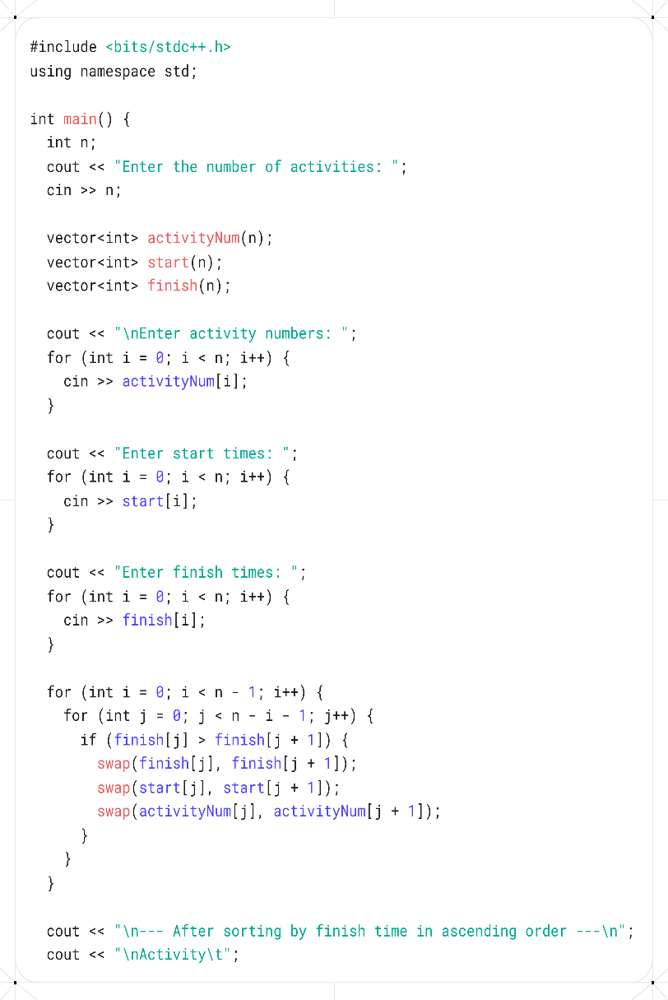 #include <bits/stdc++.h>
using namespace std;

int main() {
  int n;
  cout << "Enter the number of activities: ";
  cin >> n;

  vector<int> activityNum(n);
  vector<int> start(n);
  vector<int> finish(n);

  cout << "\nEnter activity numbers: ";
  for (int i = 0; i < n; i++) {
    cin >> activityNum[i];
  }

  cout << "Enter start times: ";
  for (int i = 0; i < n; i++) {
    cin >> start[i];
  }

  cout << "Enter finish times: ";
  for (int i = 0; i < n; i++) {
    cin >> finish[i];
  }

  for (int i = 0; i < n - 1; i++) {
    for (int j = 0; j < n - i - 1; j++) {
      if (finish[j] > finish[j + 1]) {
        swap(finish[j], finish[j + 1]);
        swap(start[j], start[j + 1]);
        swap(activityNum[j], activityNum[j + 1]);
      }
    }
  }

  cout << "\n--- After sorting by finish time in ascending order ---\n";
  cout << "\nActivity\t";